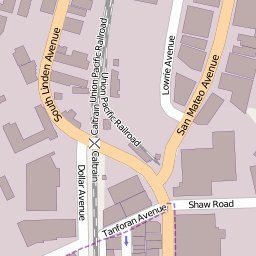 South Linden Avenue
Caltrain
Union Pacific Railroad
Union Pacific Railroad
Lowrie Avenue
San Mateo Avenue
Dollar Avenue
Caltrain
Tanforan Avenue
Shaw Road